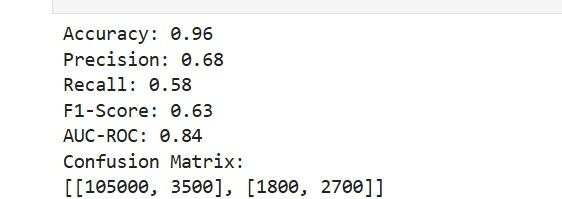 Accuracy: 0.96
Precision: 0.68
Recall: 0.58
F1-Score: 0.63
AUC-ROC: 0.84
Confusion Matrix:
[[105000, 3500], [1800, 2700]]